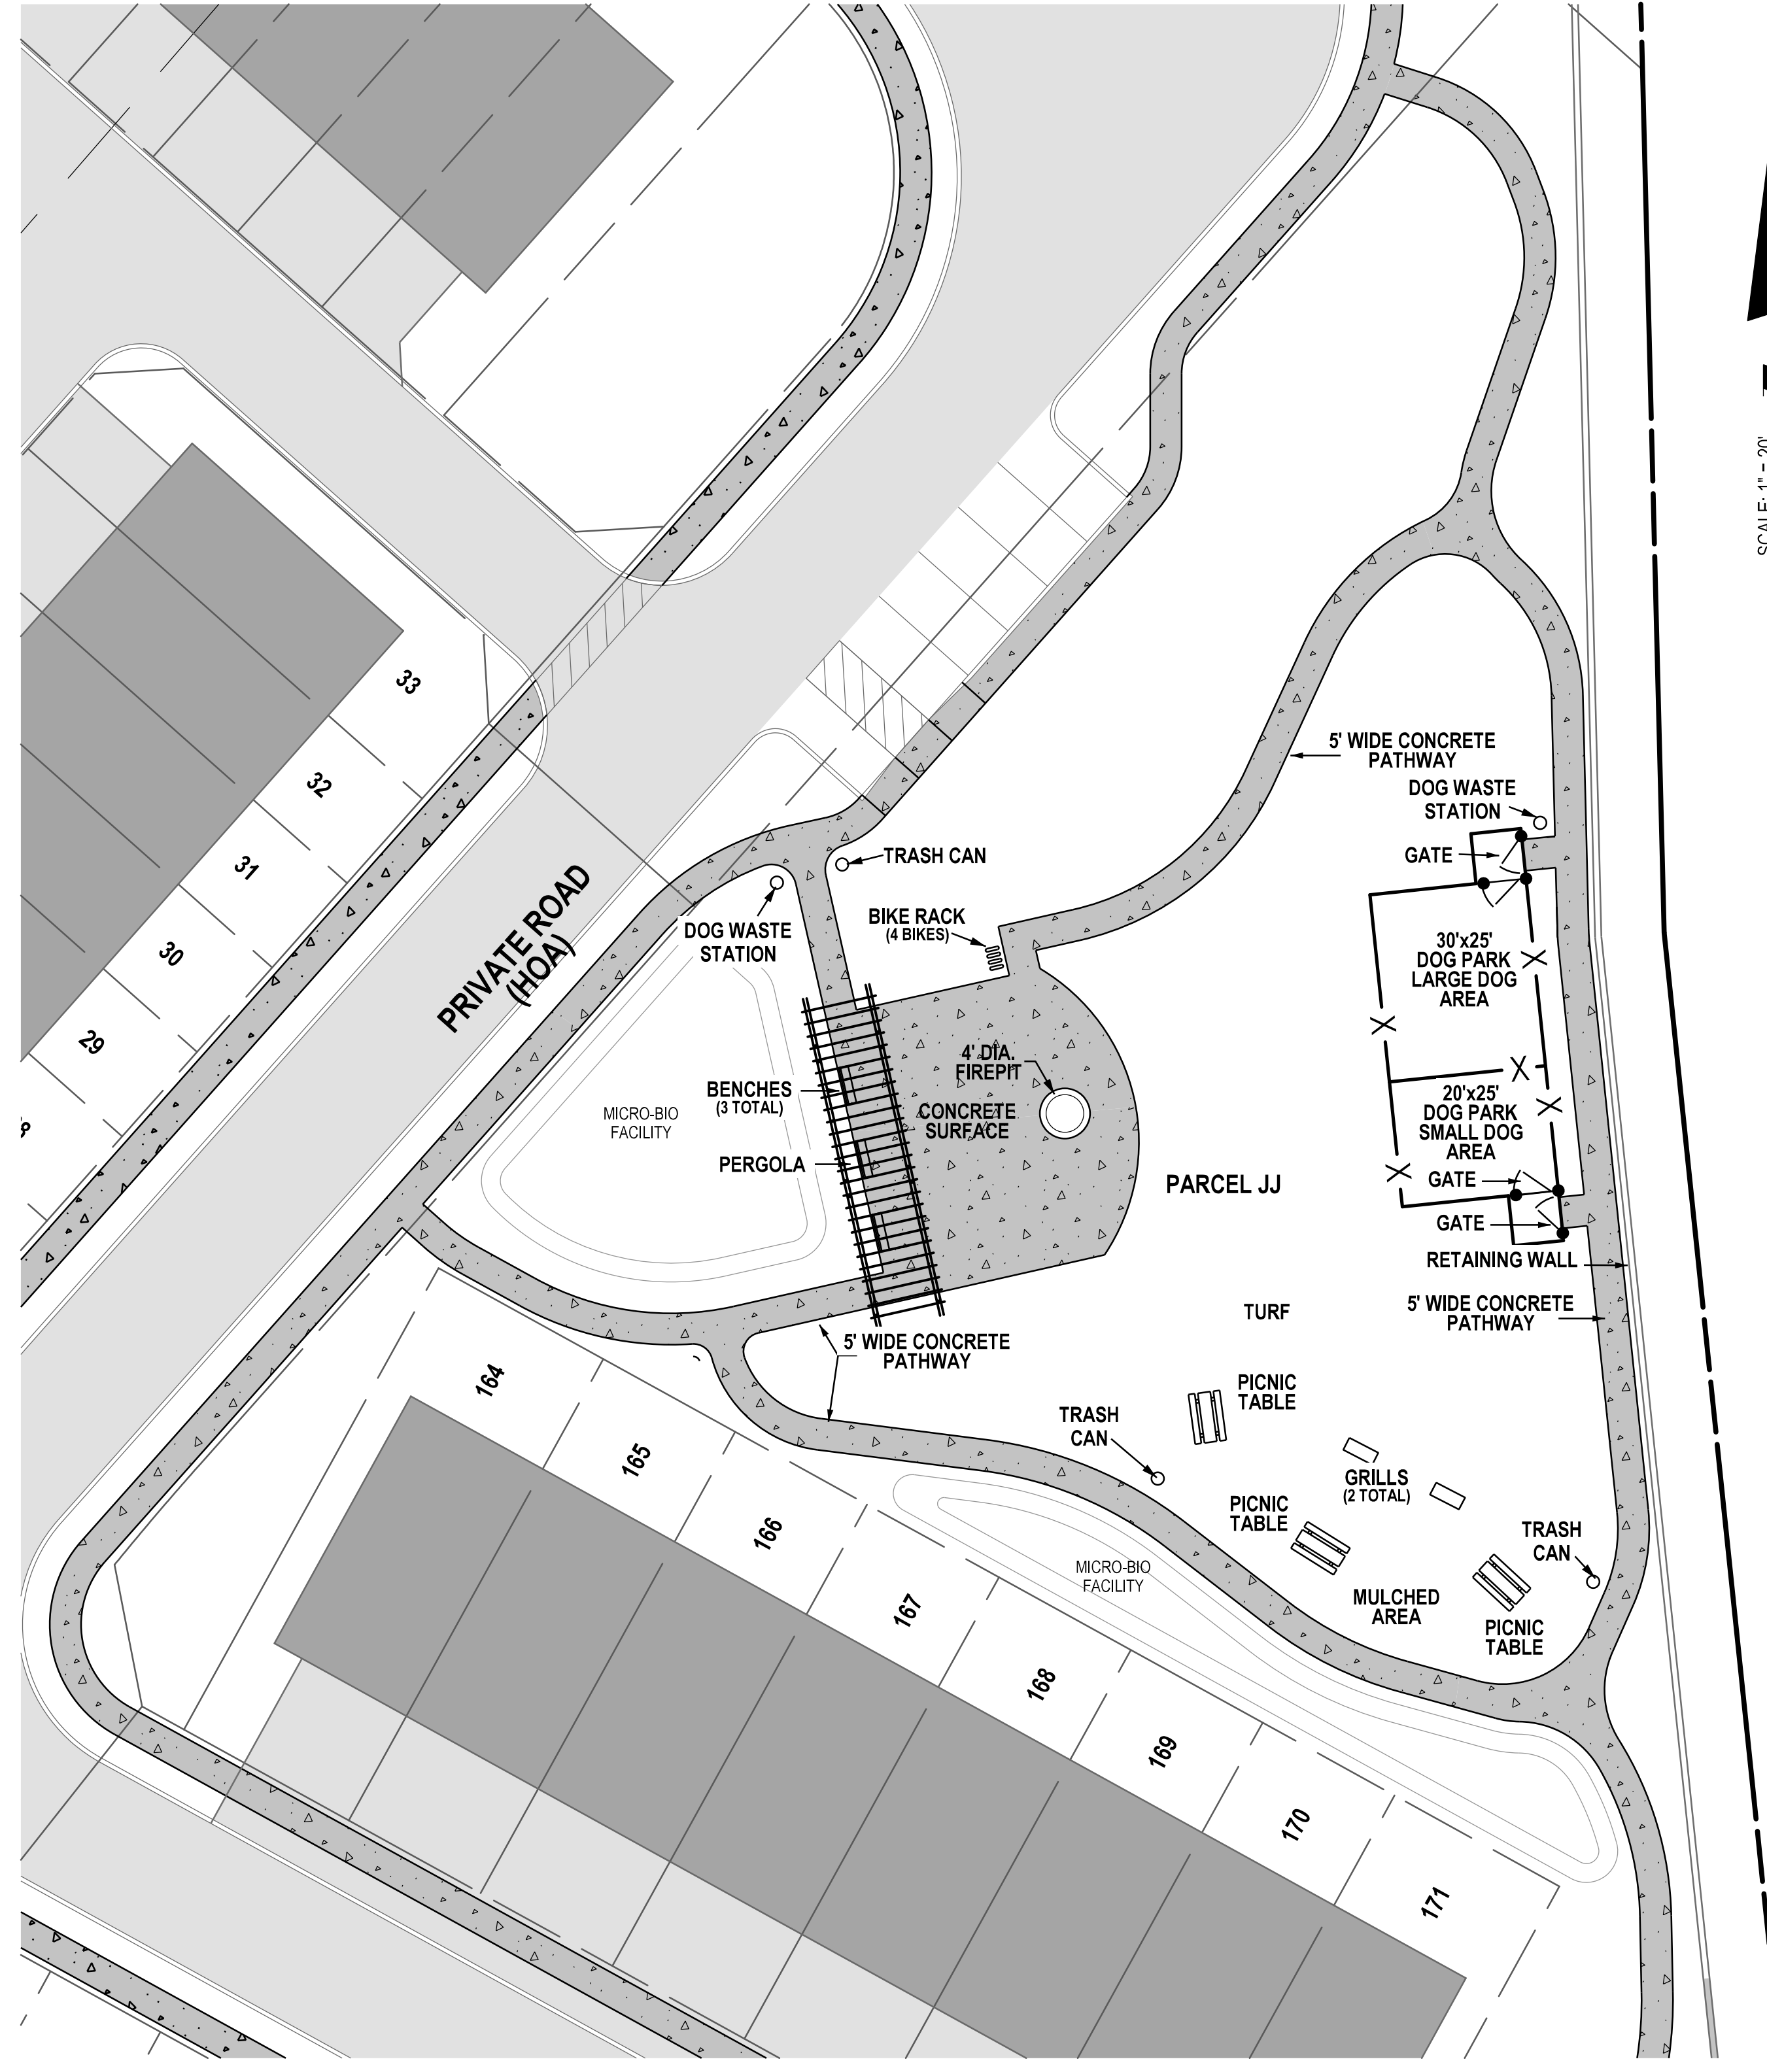 SCALE: 1" = 20'
33
32
31
30
29
PRIVATE ROAD
(HOA)
5' WIDE CONCRETE
PATHWAY
DOG WASTE
STATION
GATE
TRASH CAN
DOG WASTE
STATION
BIKE RACK
(4 BIKES)
30'x25'
DOG PARK
LARGE DOG
AREA
4' DIA.
FIREPIT
BENCHES
(3 TOTAL)
MICRO-BIO
FACILITY
CONCRETE
SURFACE
PERGOLA
20'x25'
DOG PARK
SMALL DOG
AREA
GATE
GATE
PARCEL JJ
RETAINING WALL
5' WIDE CONCRETE
PATHWAY
TURF
5' WIDE CONCRETE
PATHWAY
PICNIC
TABLE
TRASH
CAN
GRILLS
(2 TOTAL)
PICNIC
TABLE
TRASH
CAN
MICRO-BIO
FACILITY
MULCHED
AREA
PICNIC
TABLE
164
165
166
167
168
169
170
171